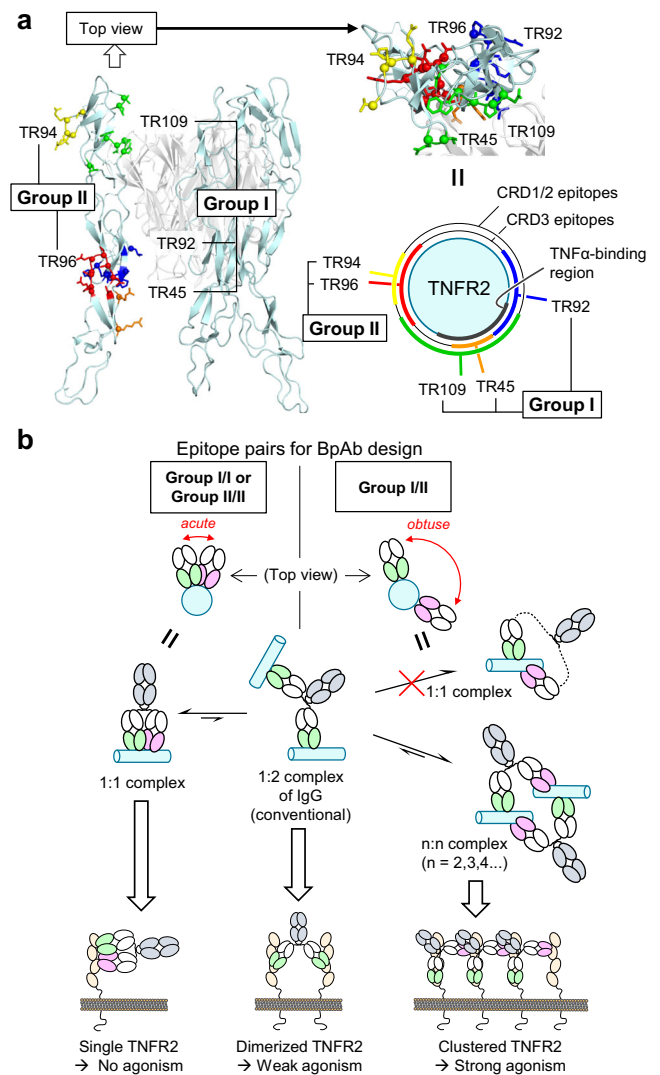 a
Top view
TR96
TR92
TR94
TR109
TR45
TR94
Group II
TR96
TR109
Group I
TR92
TR45
=
CRD1/2 epitopes
CRD3 epitopes
TNFα-binding
region
TNFR2
TR94
TR96
Group II
TR92
TR109
TR45
Group I
b
Epitope pairs for BpAb design
Group I/I or
Group II/II
Group I/II
acute
obtuse
(Top view)
=
=
1:1 complex
1:1 complex
1:2 complex
of IgG
(conventional)
n:n complex
(n = 2,3,4...)
Single TNFR2
→ No agonism
Dimerized TNFR2
→ Weak agonism
Clustered TNFR2
→ Strong agonism